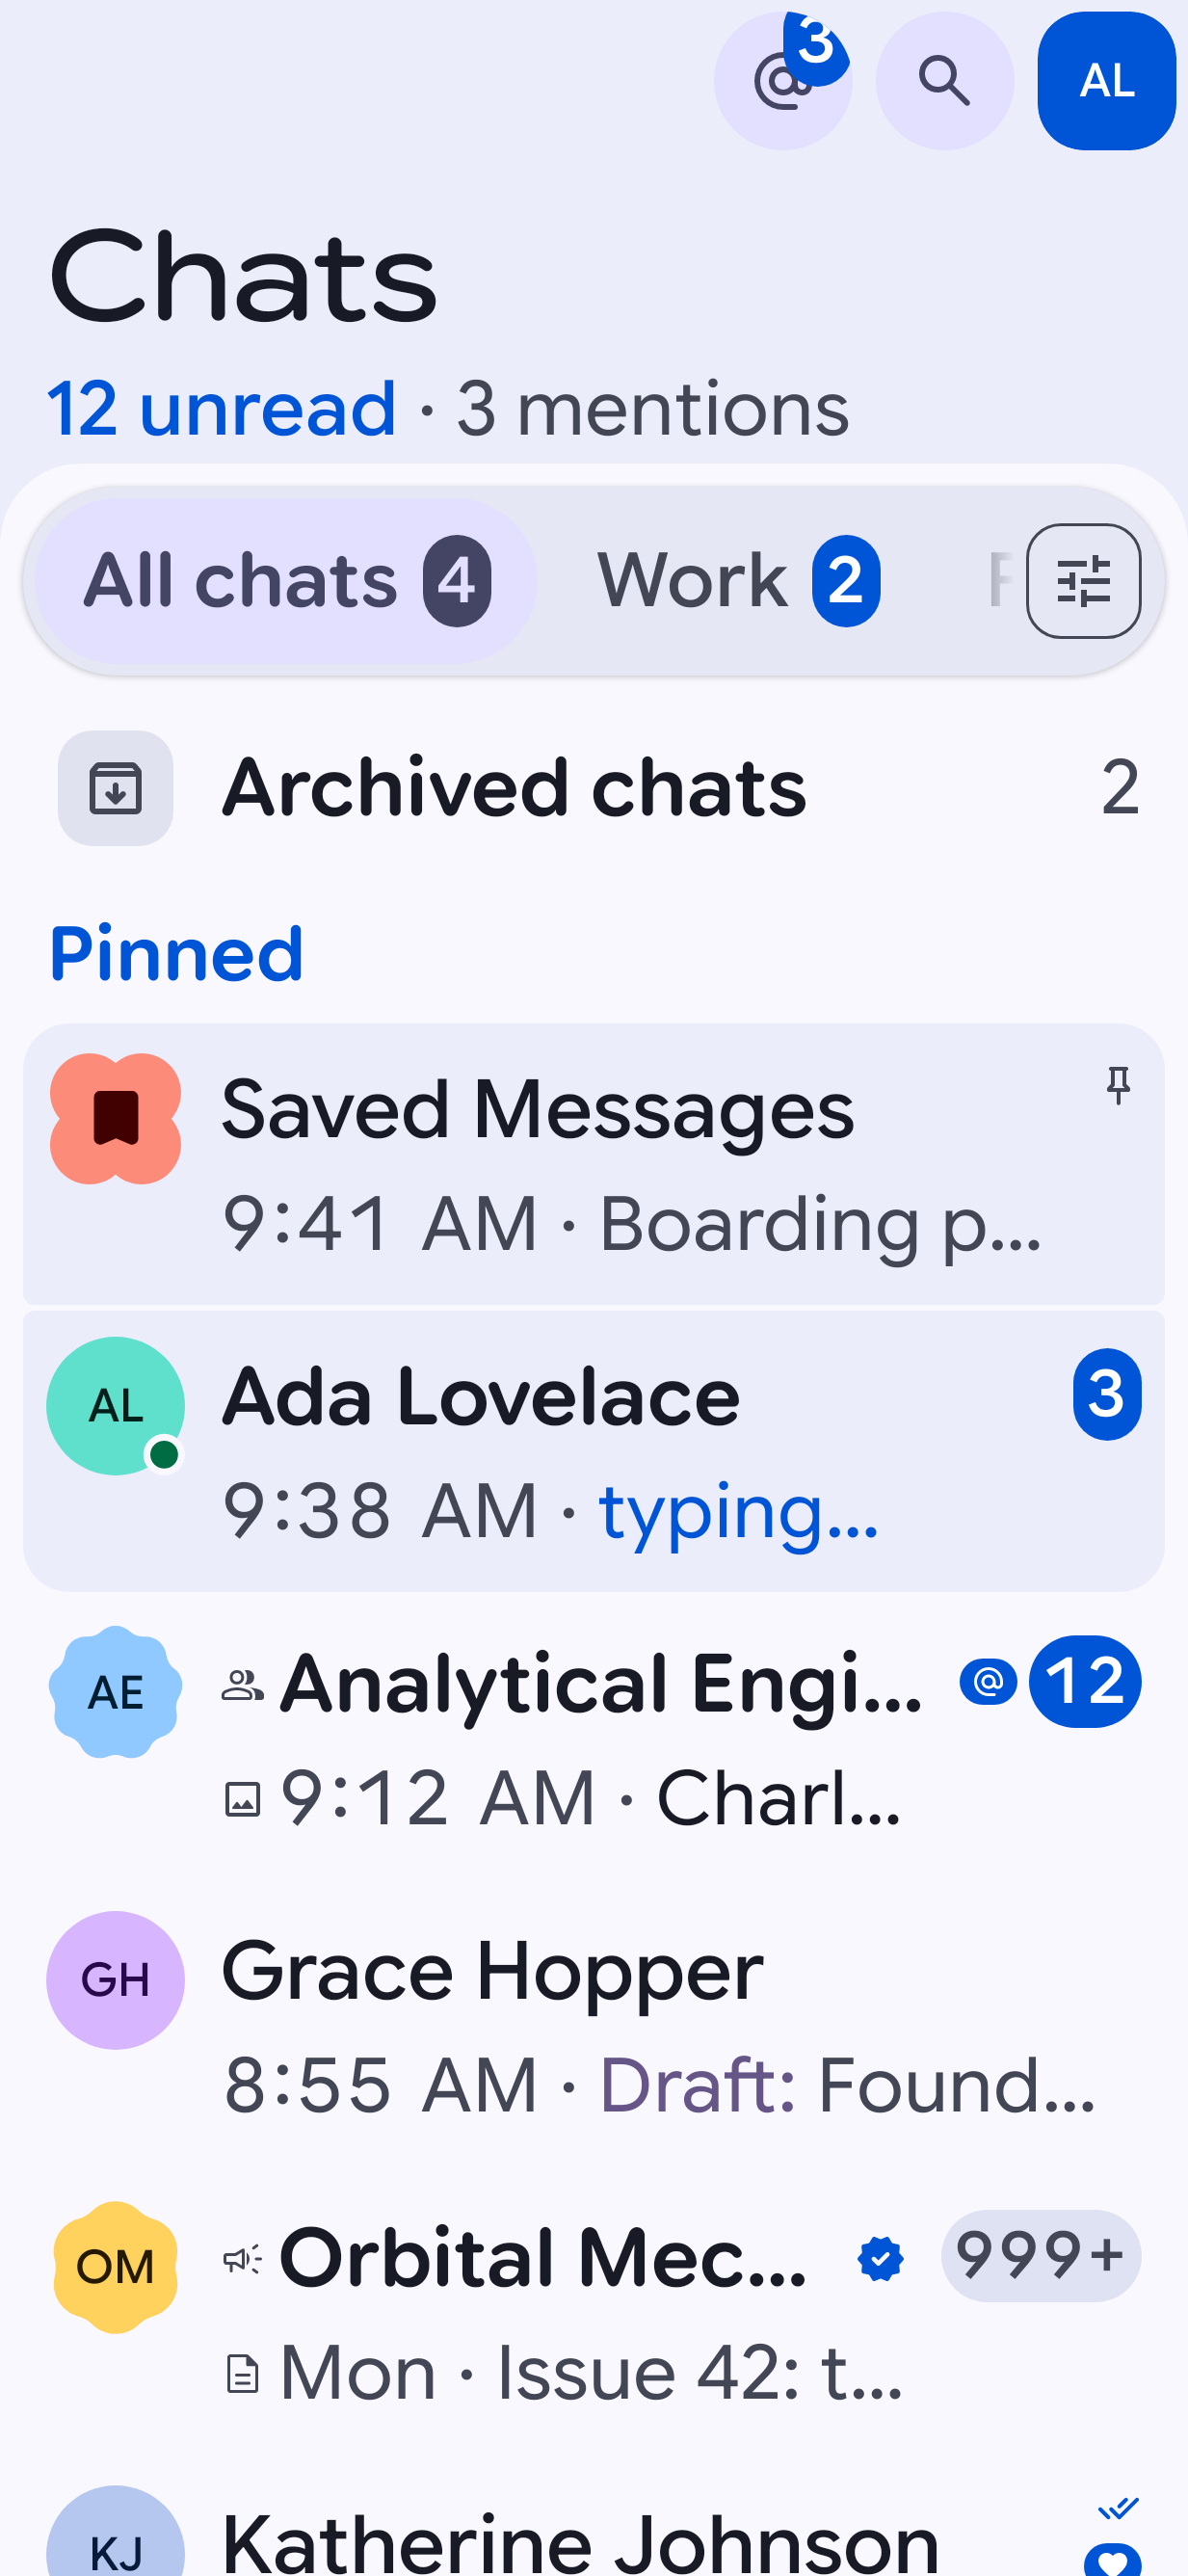 3
AL
Chats
12 unread · 3 mentions
All chats 4 Work 2
Archived chats 2
Pinned
Saved Messages
9:41 AM · Boarding p...
AL Ada Lovelace 3
9:38 AM · typing...
AE Analytical Engi... @ 12
9:12 AM · Charl...
GH Grace Hopper
8:55 AM · Draft: Found...
OM Orbital Mec... 999+
Mon · Issue 42: t...
KJ Katherine Johnson